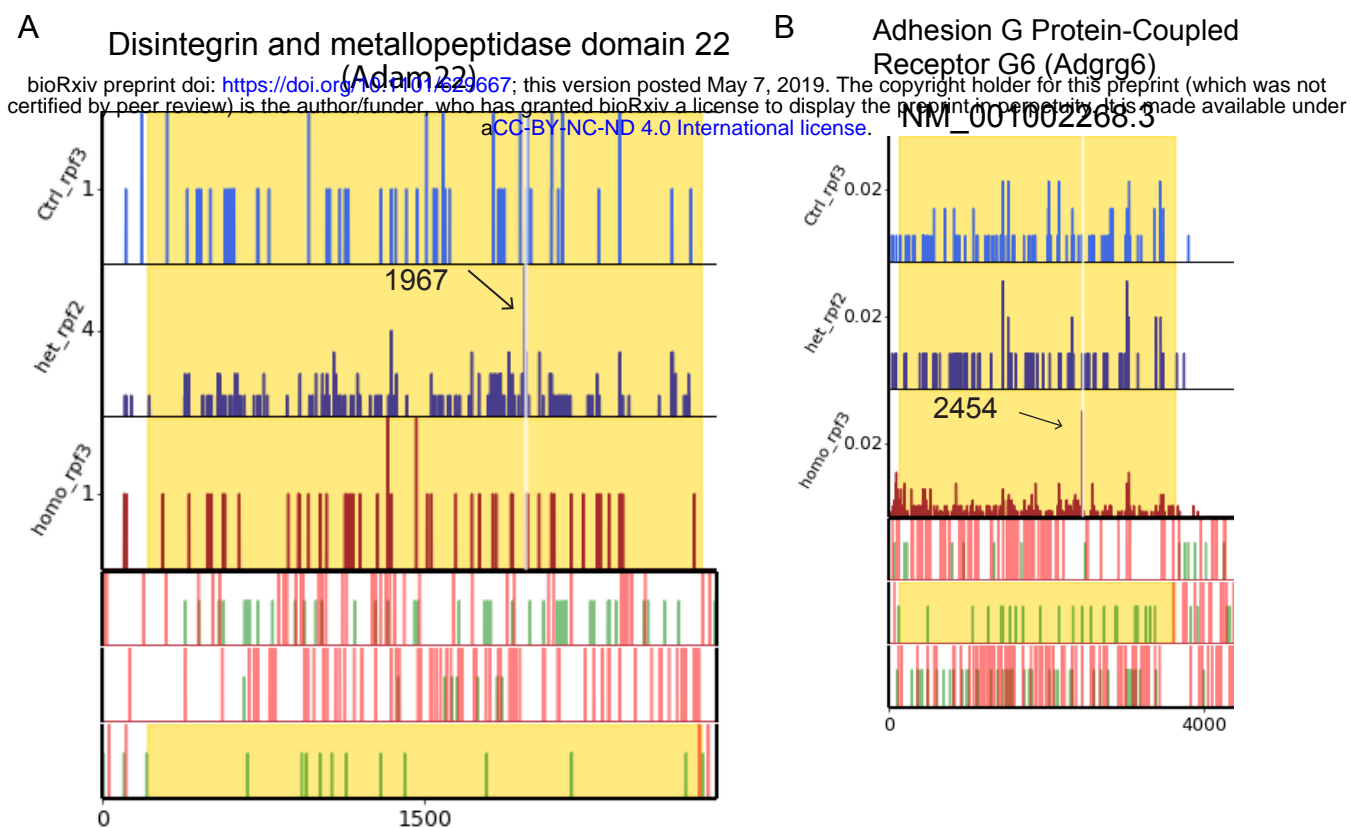 A
Disintegrin and metallopeptidase domain 22
(Adam22)
B
Adhesion G Protein-Coupled
Receptor G6 (Adgrg6)
bioRxiv preprint doi: https://doi.org/10.1101/629667; this version posted May 7, 2019. The copyright holder for this preprint (which was not
certified by peer review) is the author/funder, who has granted bioRxiv a license to display the preprint in perpetuity. It is made available under
aCC-BY-NC-ND 4.0 International license.
NM_001002268.3
Ctrl_rpf3
1
1967
het_rpf2
4
homo_rpf3
1
0
1500
Ctrl_rpf3
0.02
het_rpf2
0.02
2454
homo_rpf3
0.02
0
4000